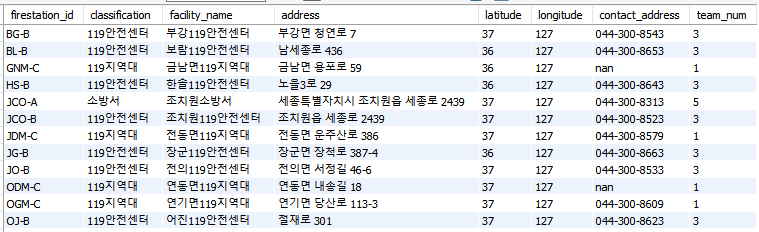 firestation_id classification facility_name address latitude longitude contact_address team_num
BG-B 119안전센터 부강119안전센터 부강면 청연로 7 37 127 044-300-8543 3
BL-B 119안전센터 보람119안전센터 남세종로 436 36 127 044-300-8653 3
GNM-C 119지역대 금남면119지역대 금남면 용포로 59 36 127 nan 1
HS-B 119안전센터 한솔119안전센터 노을3로 29 36 127 044-300-8643 3
JCO-A 소방서 조치원소방서 세종특별자치시 조치원읍 세종로 2439 37 127 044-300-8313 5
JCO-B 119안전센터 조치원119안전센터 조치원읍 세종로 2439 37 127 044-300-8523 3
JDM-C 119지역대 전동면119지역대 전동면 운주산로 386 37 127 044-300-8579 1
JG-B 119안전센터 장군119안전센터 장군면 장척로 387-4 36 127 044-300-8663 3
JO-B 119안전센터 전의119안전센터 전의면 서정길 46-6 37 127 044-300-8533 3
ODM-C 119지역대 연동면119지역대 연동면 내송길 18 37 127 nan 1
OGM-C 119지역대 연기면119지역대 연기면 당산로 113-3 37 127 044-300-8609 1
OJ-B 119안전센터 어진119안전센터 절재로 301 37 127 044-300-8623 3